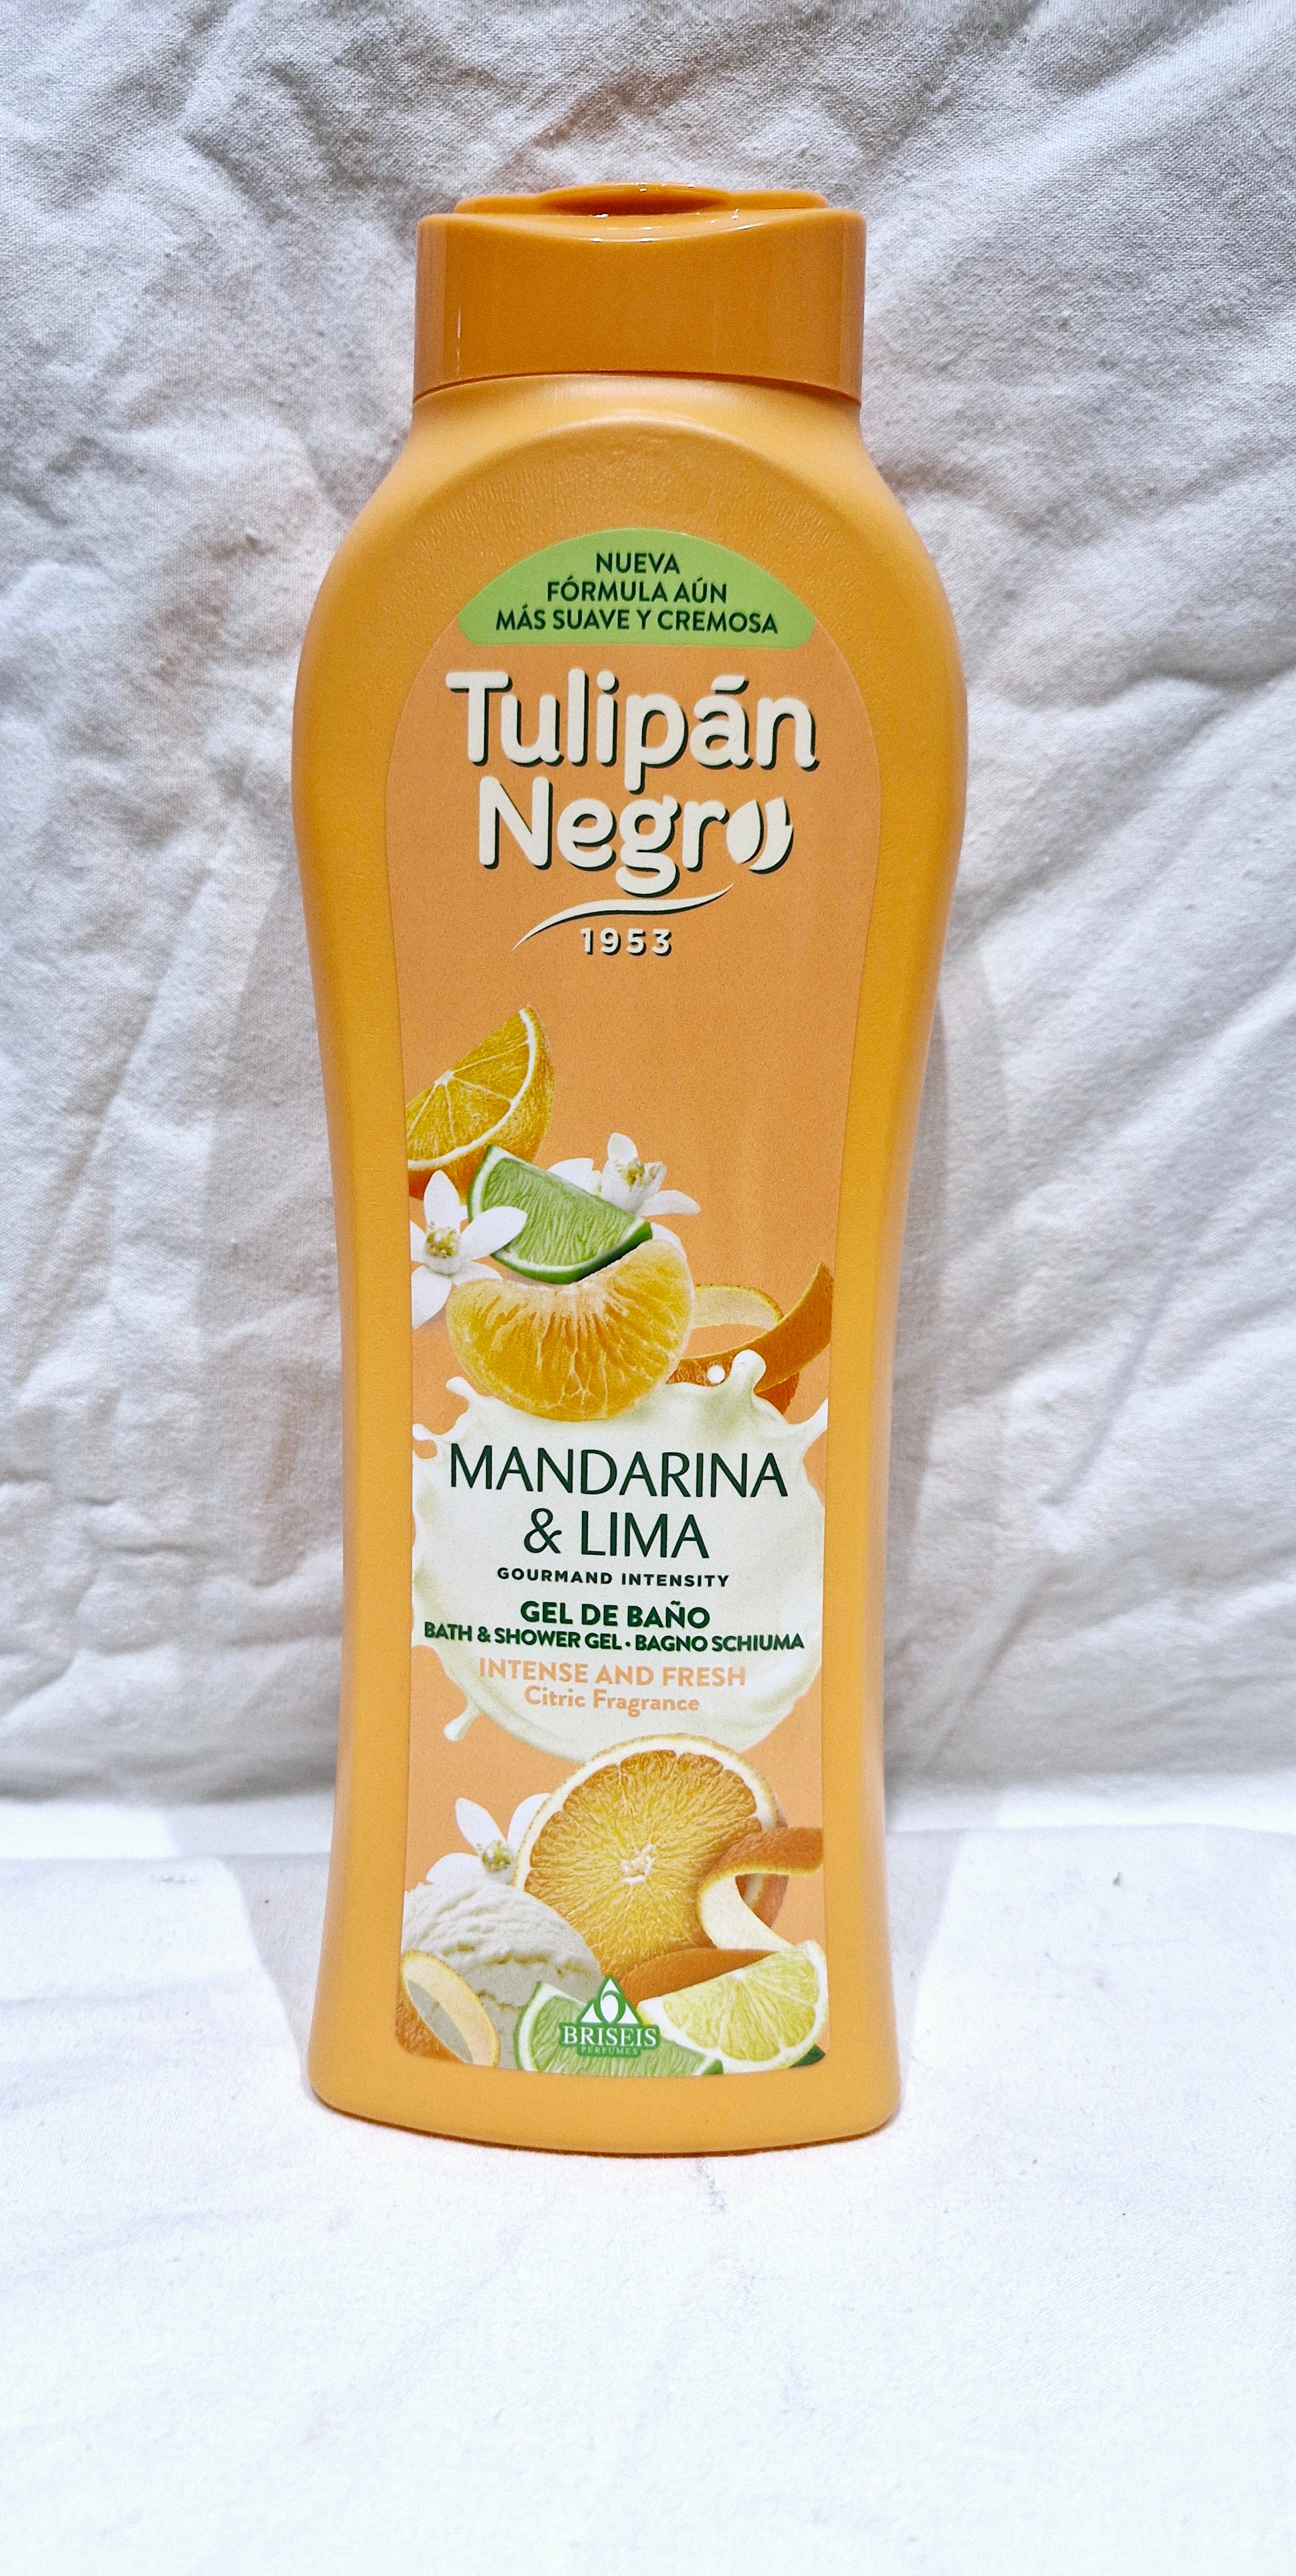 NUEVA
FÓRMULA AÚN
MÁS SUAVE Y CREMOSA
Tulipán
Negro
1953
MANDARINA
& LIMA
GOURMAND INTENSITY
GEL DE BAÑO
BATH & SHOWER GEL · BAGNO SCHIUMA
INTENSE AND FRESH
Citric Fragrance
BRISEIS
PERFUMES